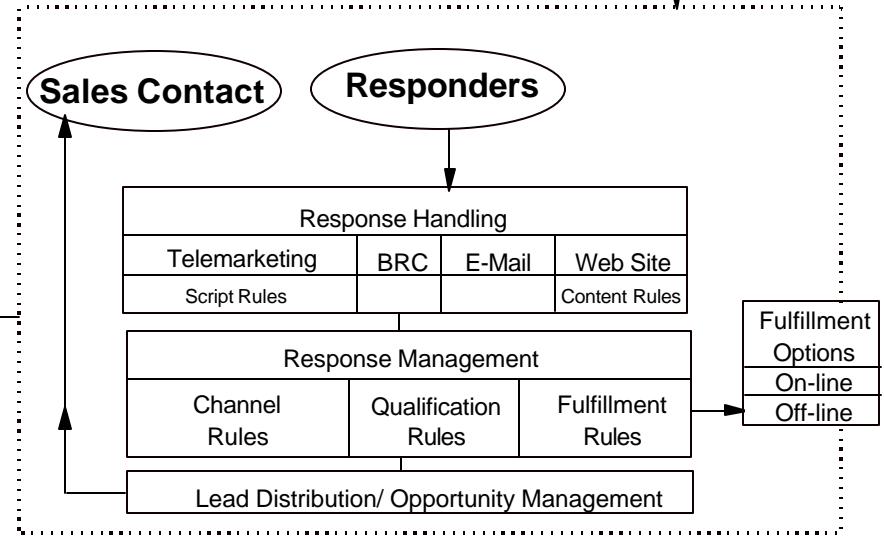 Sales Contact
Responders
Response Handling
Telemarketing
BRC
E-Mail
Web Site
Script Rules
Content Rules
Response Management
Channel
Rules
Qualification
Rules
Fulfillment
Rules
Fulfillment
Options
On-line
Off-line
Lead Distribution/ Opportunity Management